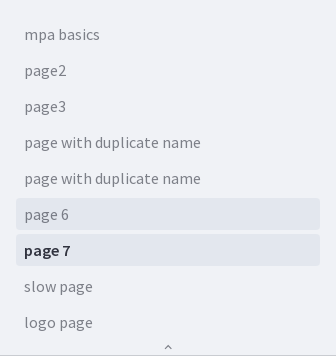 mpa basics
page2
page3
page with duplicate name
page with duplicate name
page 6
page 7
slow page
logo page